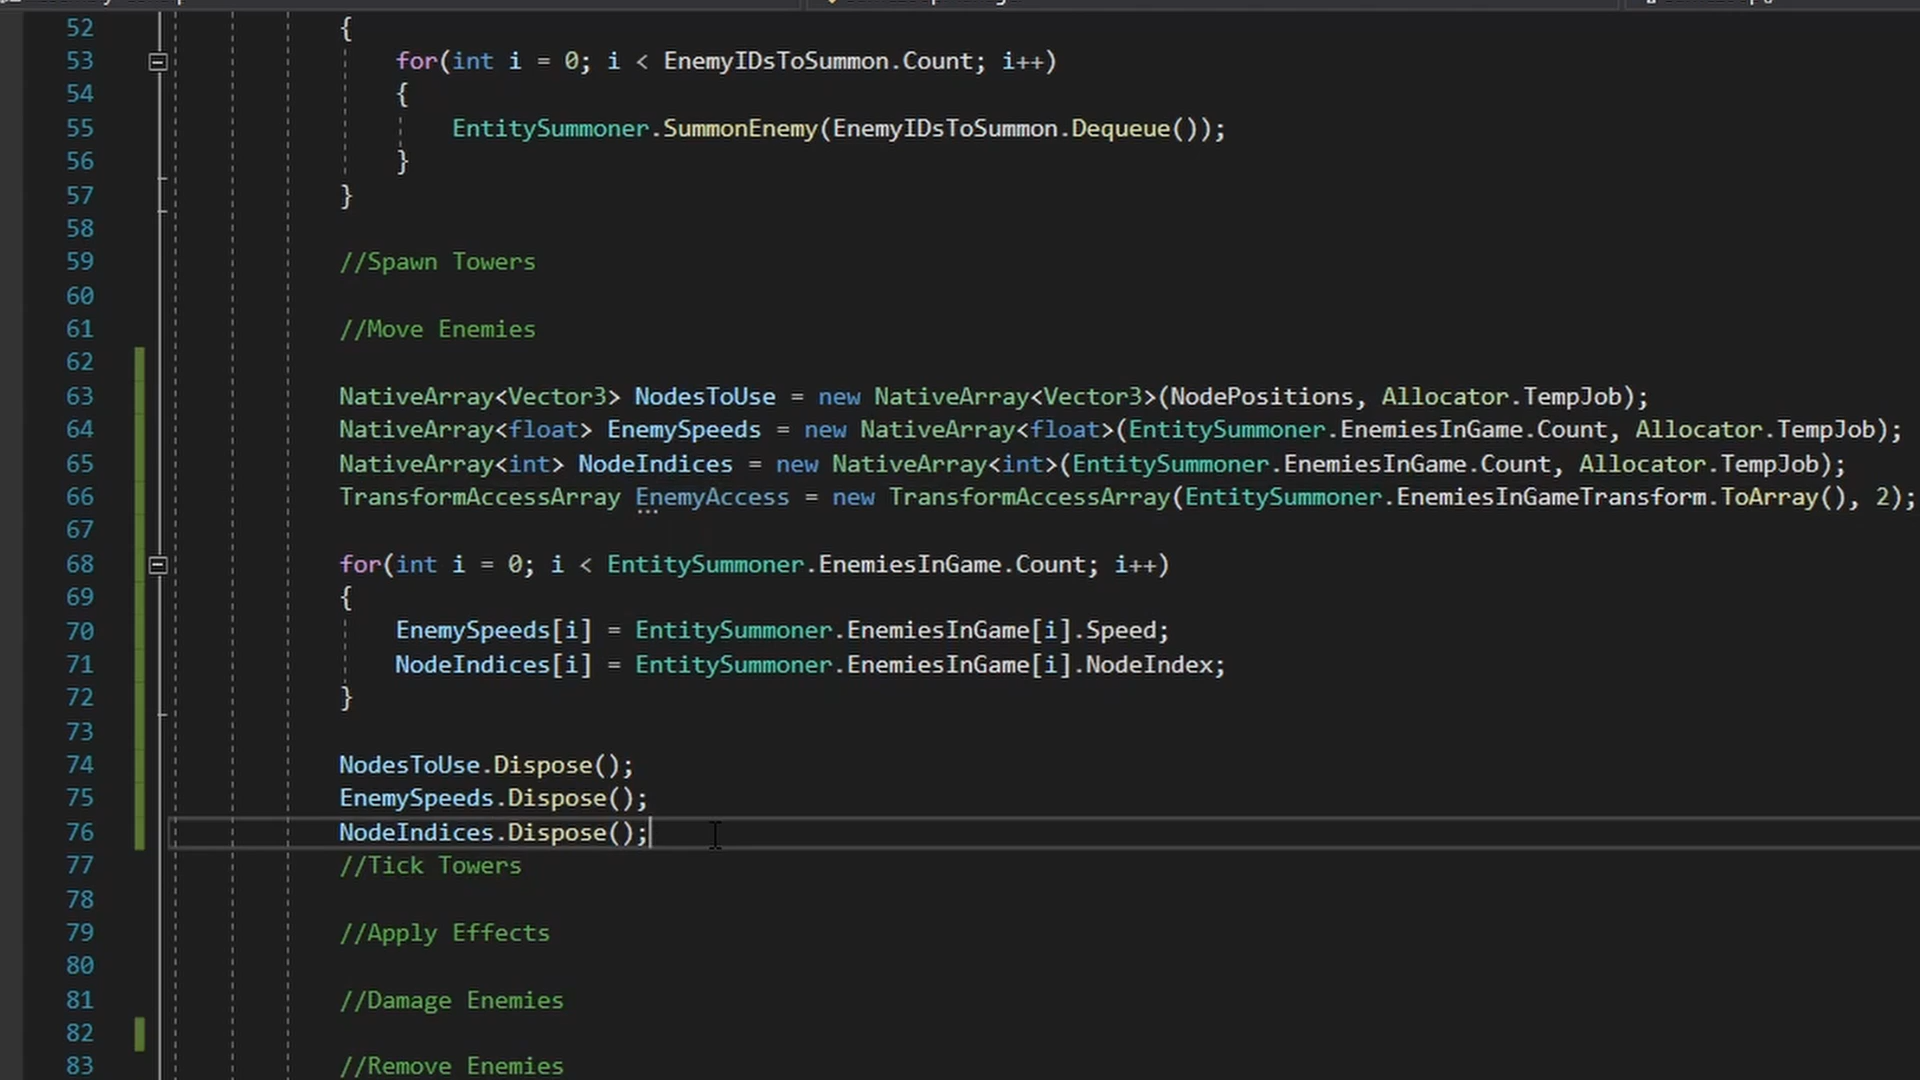 52 {
53 for(int i = 0; i < EnemyIDsToSummon.Count; i++)
54 {
55 EntitySummoner.SummonEnemy(EnemyIDsToSummon.Dequeue());
56 }
57 }
58
59 //Spawn Towers
60
61 //Move Enemies
62
63 NativeArray<Vector3> NodesToUse = new NativeArray<Vector3>(NodePositions, Allocator.TempJob);
64 NativeArray<float> EnemySpeeds = new NativeArray<float>(EntitySummoner.EnemiesInGame.Count, Allocator.TempJob);
65 NativeArray<int> NodeIndices = new NativeArray<int>(EntitySummoner.EnemiesInGame.Count, Allocator.TempJob);
66 TransformAccessArray EnemyAccess = new TransformAccessArray(EntitySummoner.EnemiesInGameTransform.ToArray(), 2);
67
68 for(int i = 0; i < EntitySummoner.EnemiesInGame.Count; i++)
69 {
70 EnemySpeeds[i] = EntitySummoner.EnemiesInGame[i].Speed;
71 NodeIndices[i] = EntitySummoner.EnemiesInGame[i].NodeIndex;
72 }
73
74 NodesToUse.Dispose();
75 EnemySpeeds.Dispose();
76 NodeIndices.Dispose();
77 //Tick Towers
78
79 //Apply Effects
80
81 //Damage Enemies
82
83 //Remove Enemies